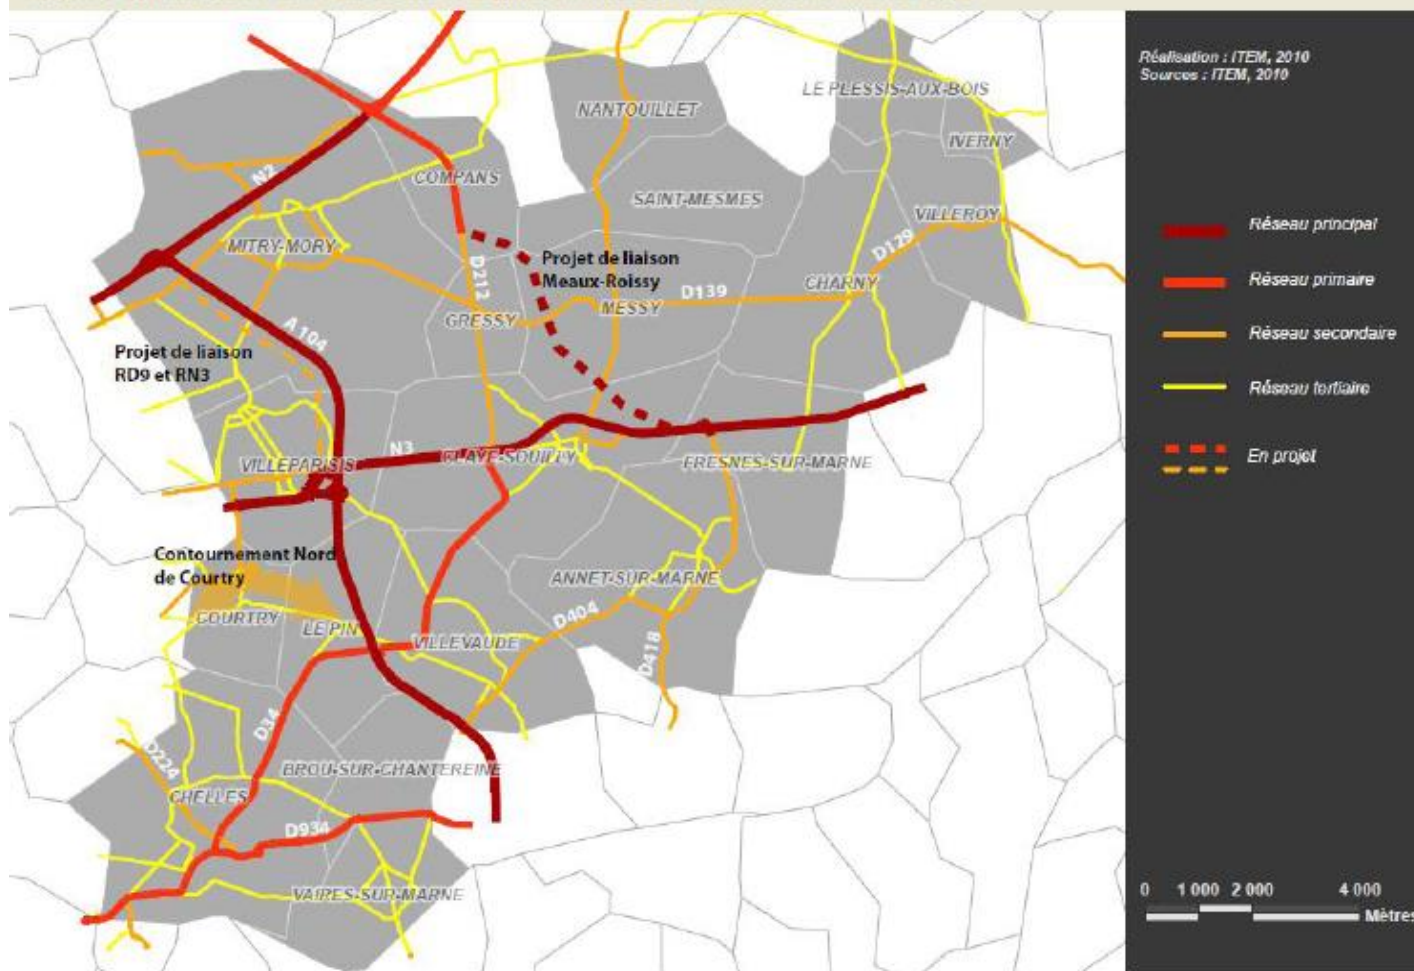 Réalisation : ITEM, 2010
Sources : ITEM, 2010
LE PLESSIS-AUX-BOIS
NANTOUILLET
IVERNY
N2
COMPANS
SAINT-MESMES
VILLEROY
MITRY-MORY
D129
Projet de liaison
Meaux-Roissy
D212
D139
CHARNY
MESSY
GRESSY
A 104
Projet de liaison
RD9 et RN3
N3
VILLEPARISIS
CLAYE-SOUILLY
FRESNES-SUR-MARNE
Contournement Nord
de Courtry
ANNET-SUR-MARNE
COURTRY
LE PIN
D404
VILLEVAUDE
D418
D34
D224
BROU-SUR-CHANTEREINE
CHELLES
D934
VAIRES-SUR-MARNE
Réseau principal
Réseau primaire
Réseau secondaire
Réseau tertiaire
En projet
0 1 000 2 000 4 000
Mètres